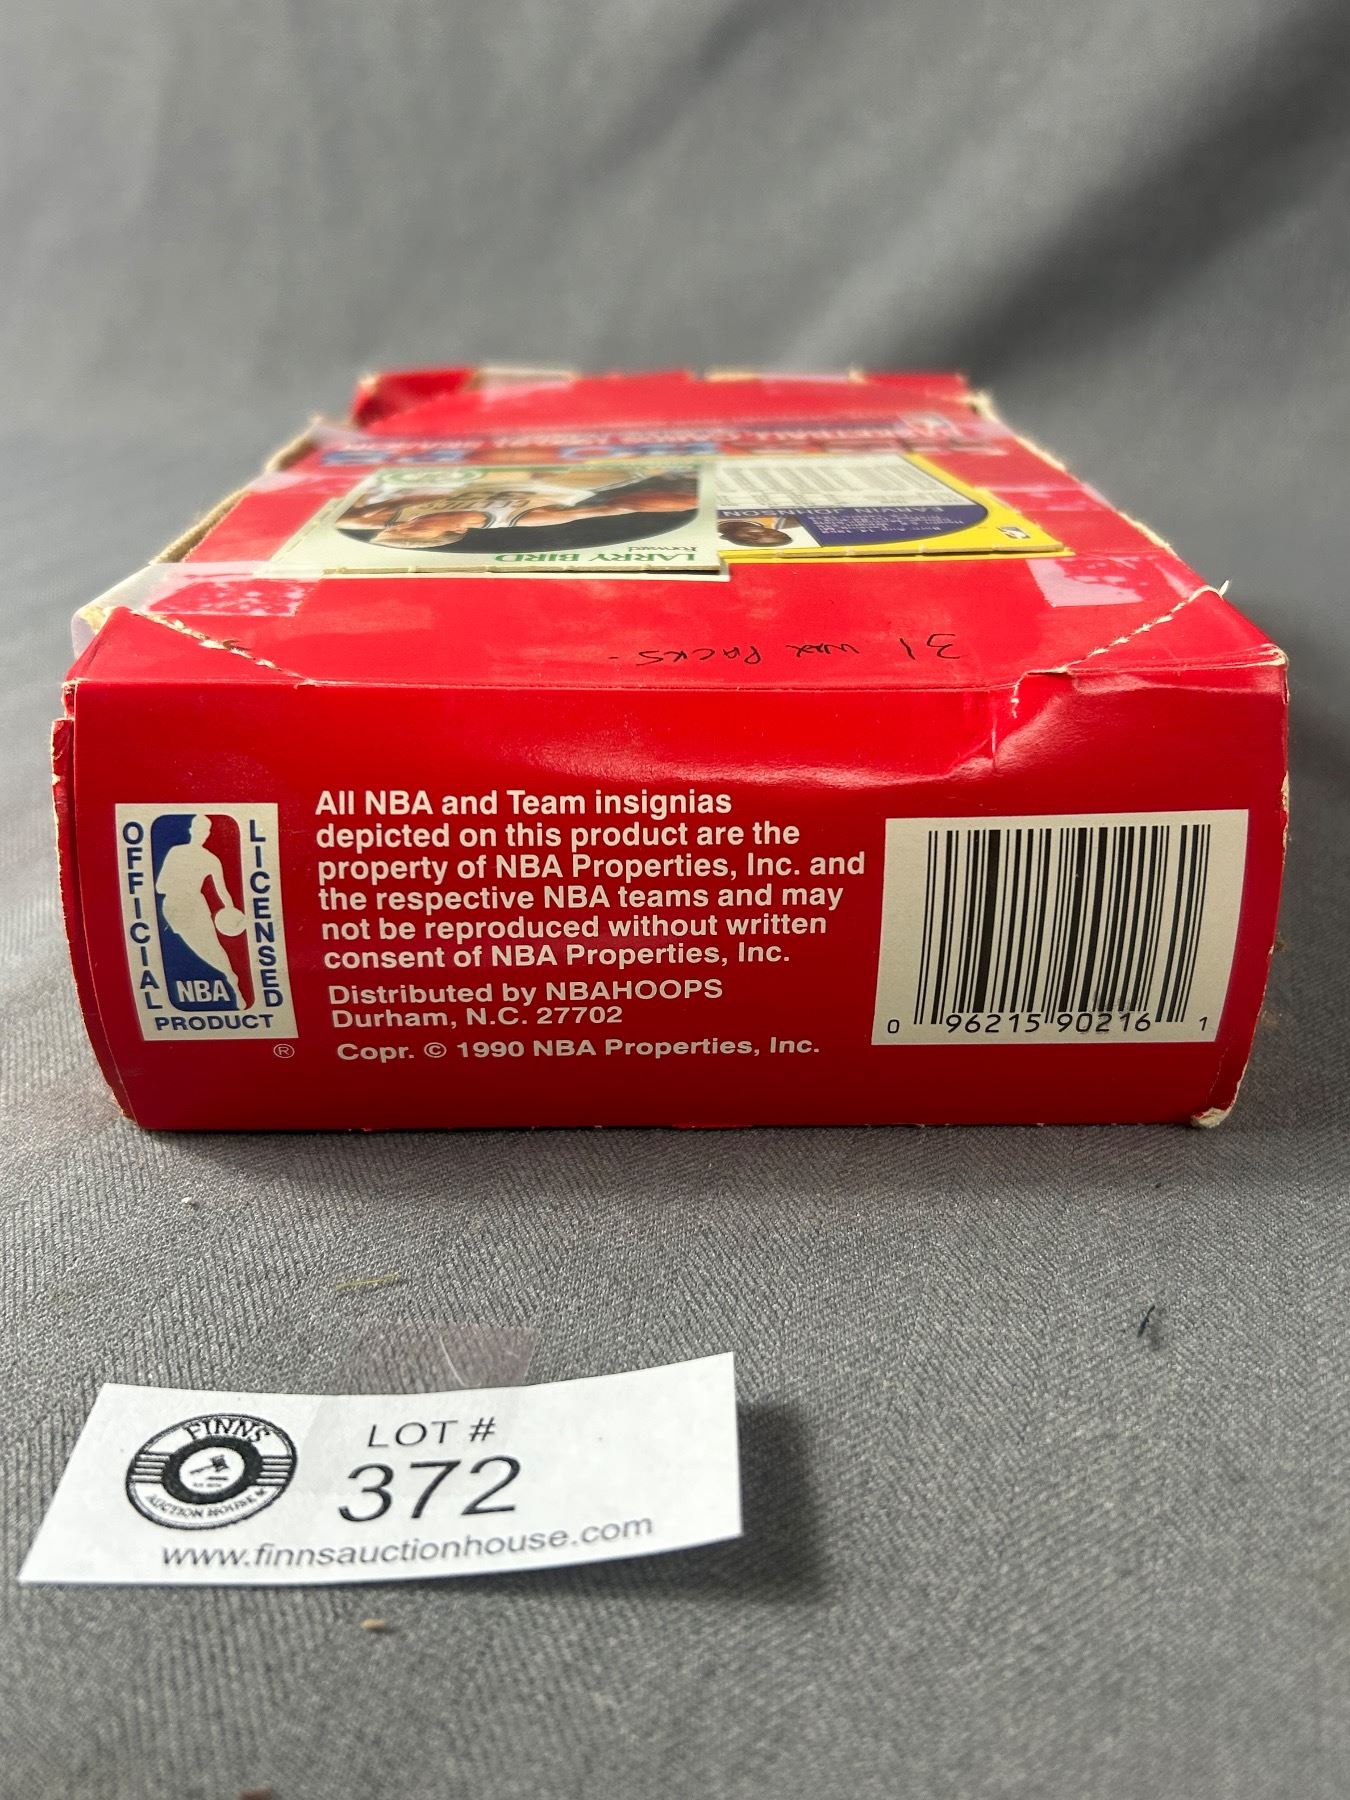 EARVIN JOHNSON
LARRY BIRD
Forward
31 wax PACKS -
OFFICIAL
LICENSED
NBA
PRODUCT
®
All NBA and Team insignias
depicted on this product are the
property of NBA Properties, Inc. and
the respective NBA teams and may
not be reproduced without written
consent of NBA Properties, Inc.
Distributed by NBAHOOPS
Durham, N.C. 27702
Copr. © 1990 NBA Properties, Inc.
0 96215 90216 1
FINNS
AUCTION HOUSE
LOT #
372
www.finnsauctionhouse.com